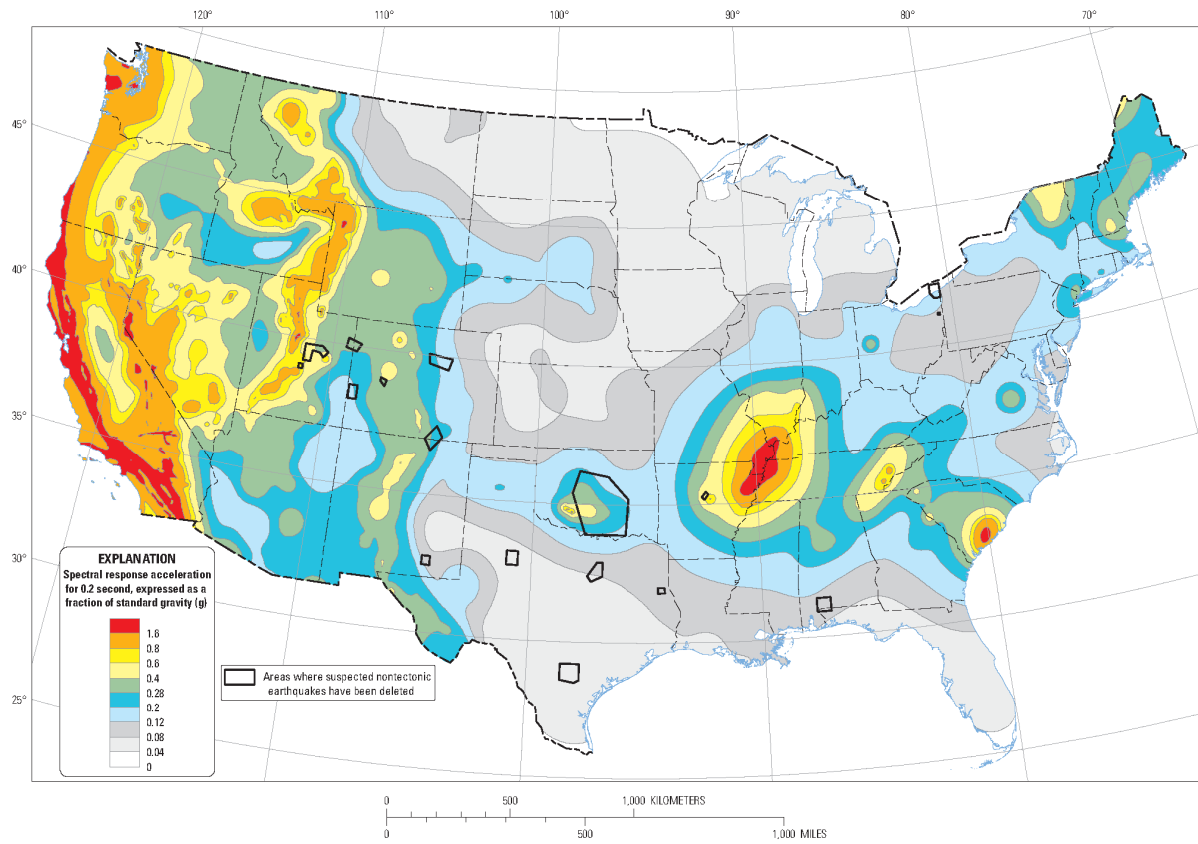 120°
110°
100°
90°
80°
70°
45°
40°
35°
30°
25°
EXPLANATION
Spectral response acceleration
for 0.2 second, expressed as a
fraction of standard gravity (g)
1.6
0.8
0.6
0.4
0.28
0.2
0.12
0.08
0.04
0
Areas where suspected nontectonic
earthquakes have been deleted
0 500 1,000 KILOMETERS
0 500 1,000 MILES